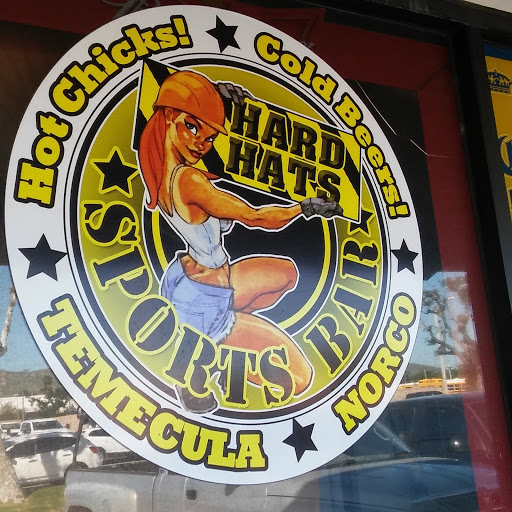 Hot Chicks!
Cold Beers!
HARD
HATS
SPORTS BAR
TEMECULA
NORCO